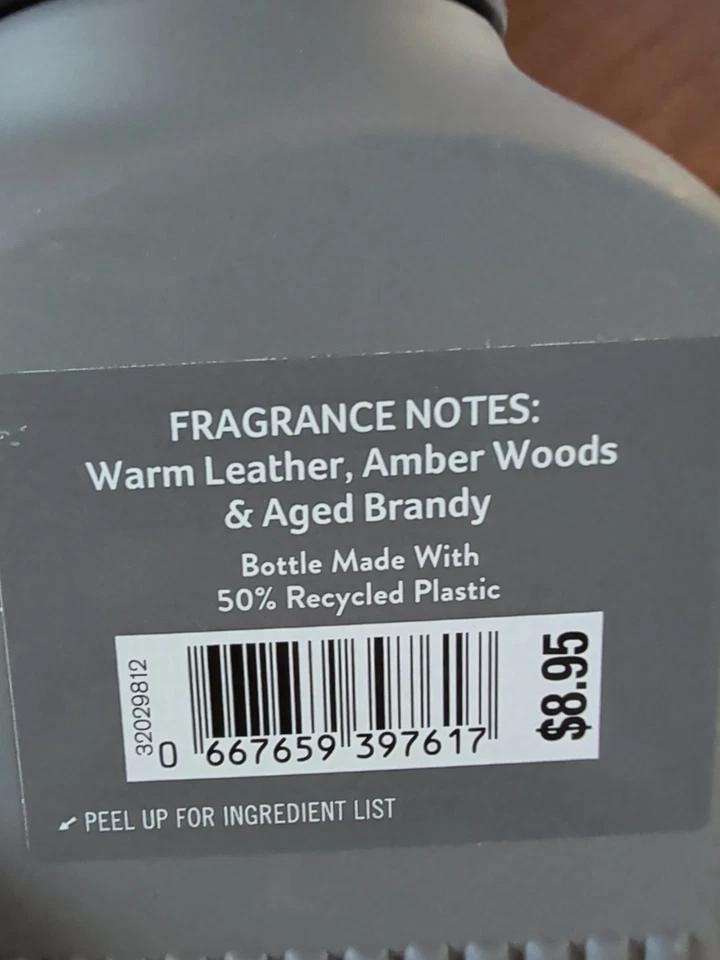 FRAGRANCE NOTES:
Warm Leather, Amber Woods
& Aged Brandy
Bottle Made With
50% Recycled Plastic
32029812
0 667659 397617
$8.95
PEEL UP FOR INGREDIENT LIST